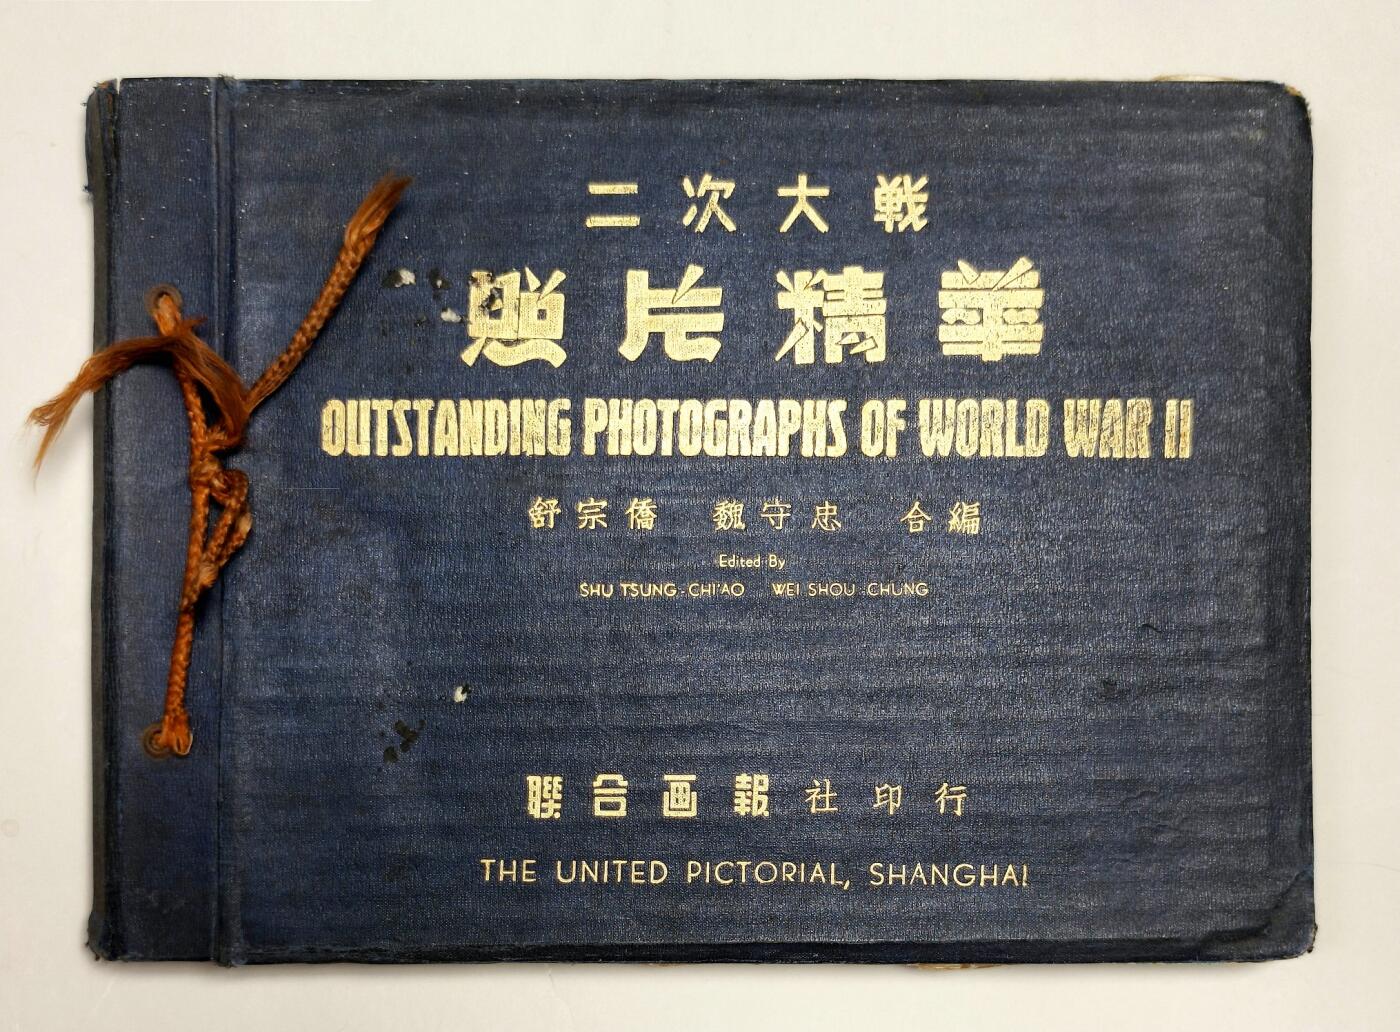 二次大戦
照片精華
OUTSTANDING PHOTOGRAPHS OF WORLD WAR II
舒宗僑 魏守忠 合編
Edited By
SHU TSUNG-CHI'AO WEI SHOU-CHUNG
聯合画報社印行
THE UNITED PICTORIAL, SHANGHAI